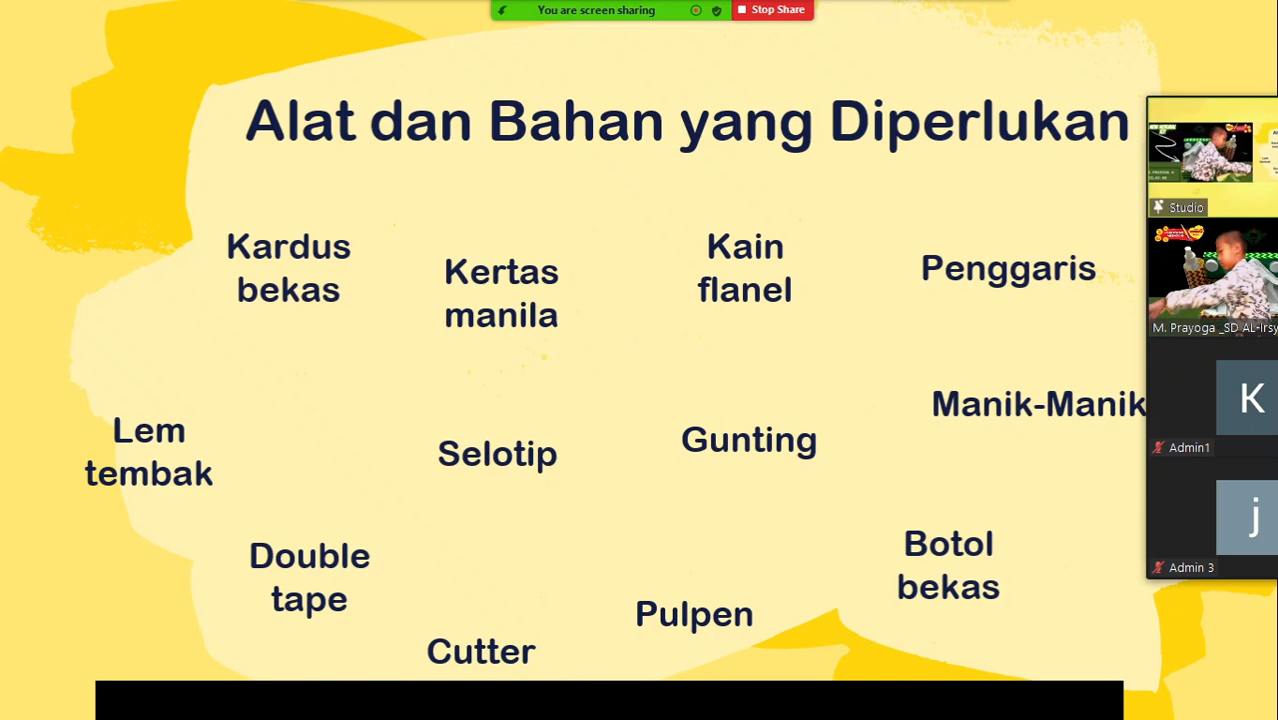 You are screen sharing
Stop Share
Alat dan Bahan yang Diperlukan
Kardus
bekas
Kertas
manila
Kain
flanel
Penggaris
Lem
tembak
Selotip
Gunting
Manik-Manik
Double
tape
Cutter
Pulpen
Botol
bekas
Studio
M. Prayoga _SD AL-Irsy
K
Admin1
j
Admin 3